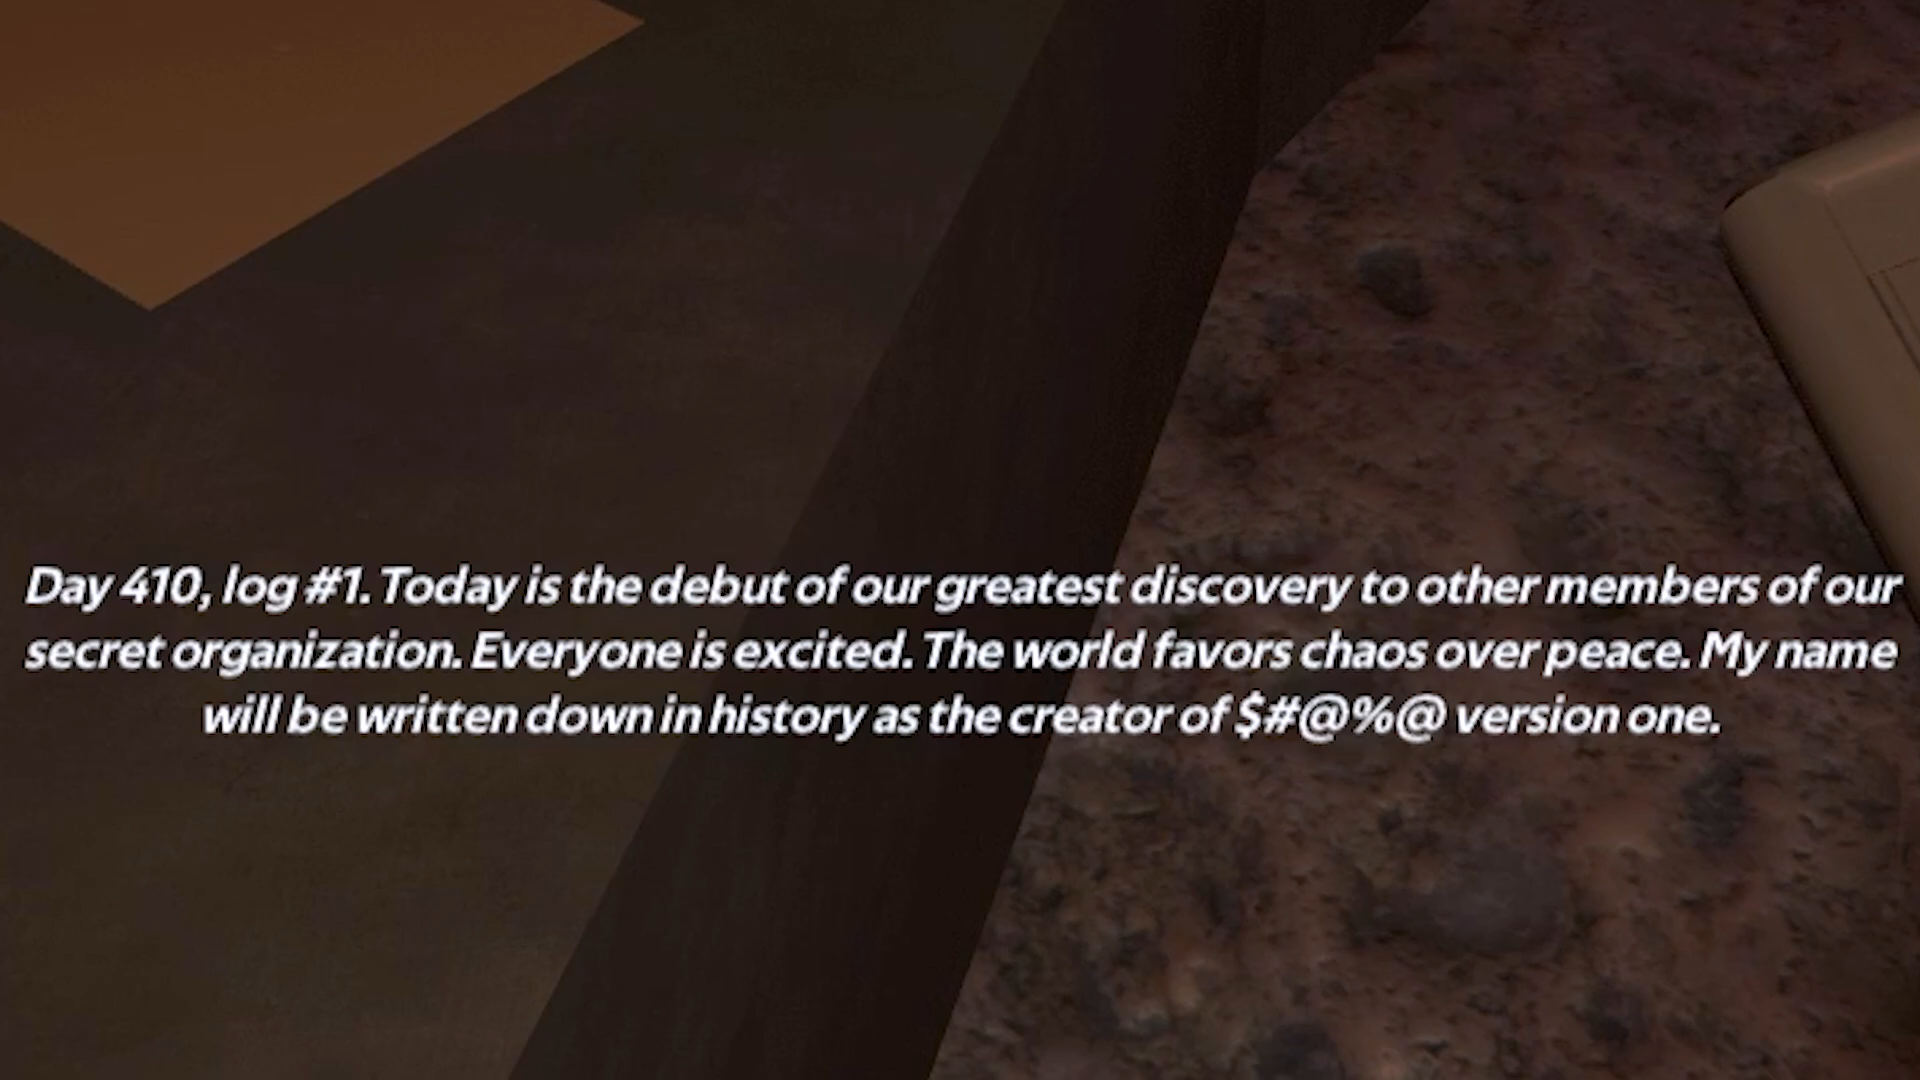 Day 410, log #1. Today is the debut of our greatest discovery to other members of our
secret organization. Everyone is excited. The world favors chaos over peace. My name
will be written down in history as the creator of $#@%@ version one.